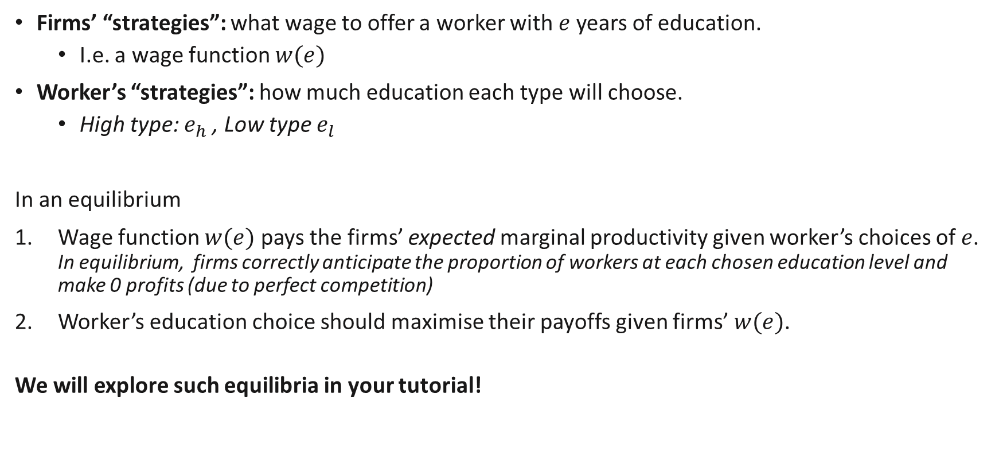 • Firms’ “strategies”: what wage to offer a worker with e years of education.
• I.e. a wage function w(e)
• Worker’s “strategies”: how much education each type will choose.
• High type: eₕ , Low type eₗ
In an equilibrium
1. Wage function w(e) pays the firms’ expected marginal productivity given worker’s choices of e.
In equilibrium, firms correctly anticipate the proportion of workers at each chosen education level and
make 0 profits (due to perfect competition)
2. Worker’s education choice should maximise their payoffs given firms’ w(e).
We will explore such equilibria in your tutorial!